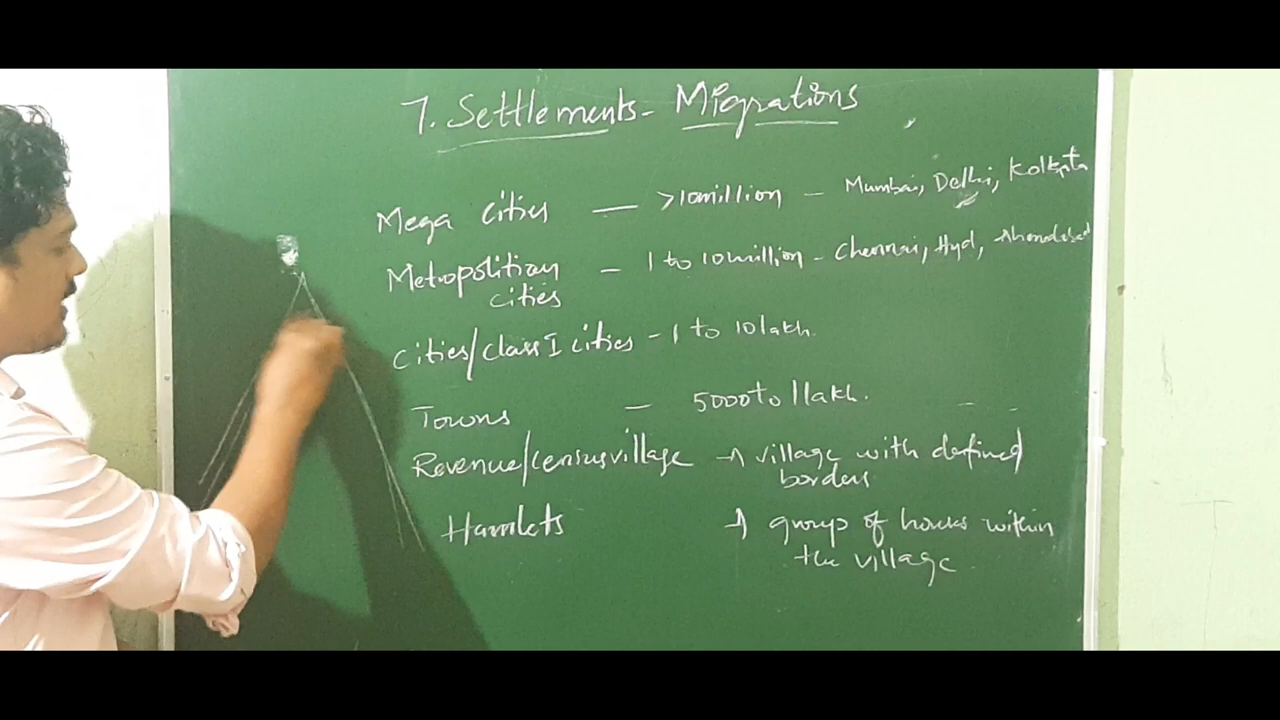 7. Settlements - Migrations
Mega cities — >10million – Mumbai, Delhi, Kolkata
Metropolitian – 1 to 10million – Chennai, Hyd, Ahmedabad
cities
Cities/Class I cities – 1 to 10lakh.
Towns – 5000 to 1lakh.
Revenue/census village → village with defined
borders
Hamlets → group of houses within
the village.